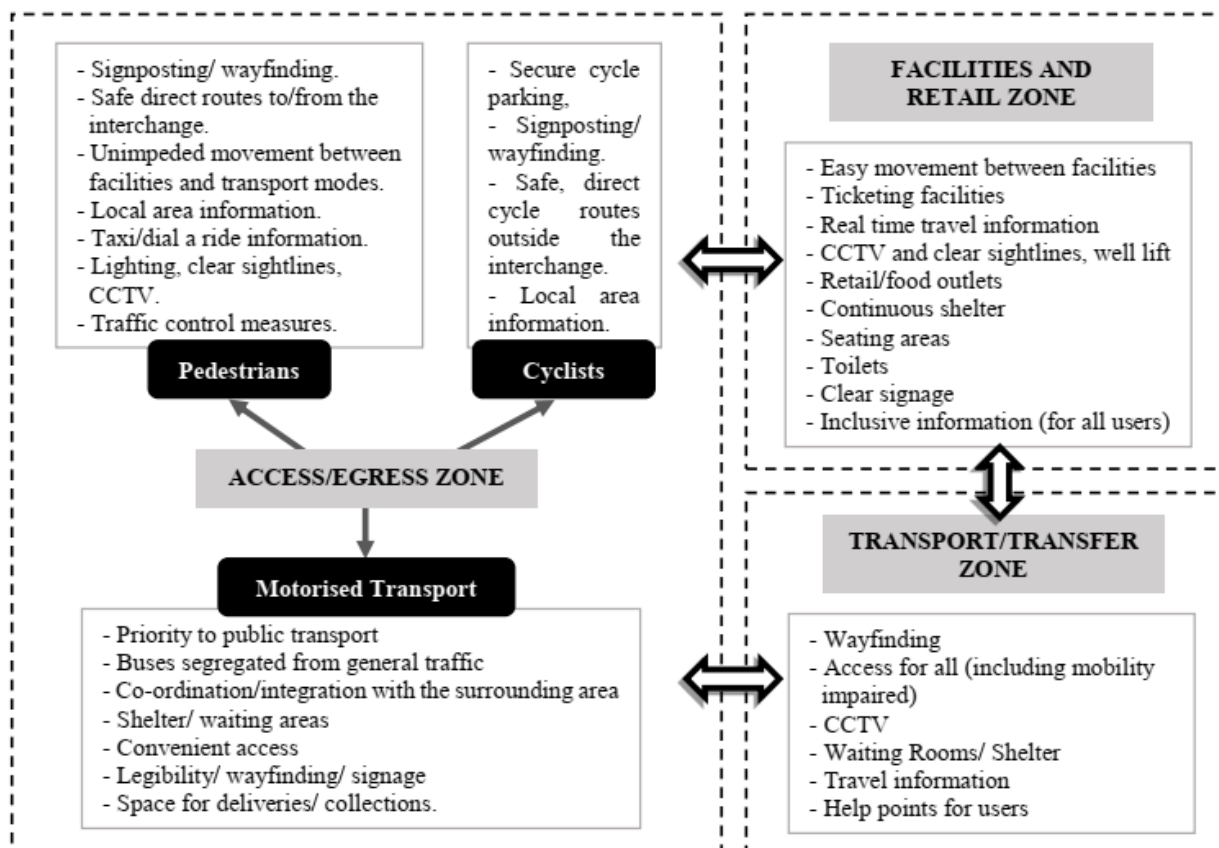 - Signposting/ wayfinding.
- Safe direct routes to/from the
interchange.
- Unimpeded movement between
facilities and transport modes.
- Local area information.
- Taxi/dial a ride information.
- Lighting, clear sightlines,
CCTV.
- Traffic control measures.
Pedestrians
- Secure cycle
parking,
- Signposting/
wayfinding.
- Safe, direct
cycle routes
outside the
interchange.
- Local area
information.
Cyclists
ACCESS/EGRESS ZONE
Motorised Transport
- Priority to public transport
- Buses segregated from general traffic
- Co-ordination/integration with the surrounding area
- Shelter/ waiting areas
- Convenient access
- Legibility/ wayfinding/ signage
- Space for deliveries/ collections.
FACILITIES AND
RETAIL ZONE
- Easy movement between facilities
- Ticketing facilities
- Real time travel information
- CCTV and clear sightlines, well lift
- Retail/food outlets
- Continuous shelter
- Seating areas
- Toilets
- Clear signage
- Inclusive information (for all users)
TRANSPORT/TRANSFER
ZONE
- Wayfinding
- Access for all (including mobility
impaired)
- CCTV
- Waiting Rooms/ Shelter
- Travel information
- Help points for users